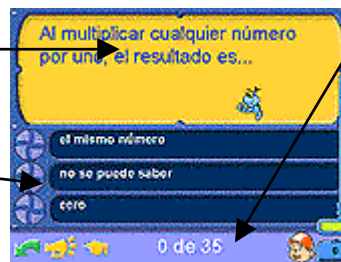 Al multiplicar cualquier número
por uno, el resultado es...
el mismo número
no se puede saber
cero
0 de 35